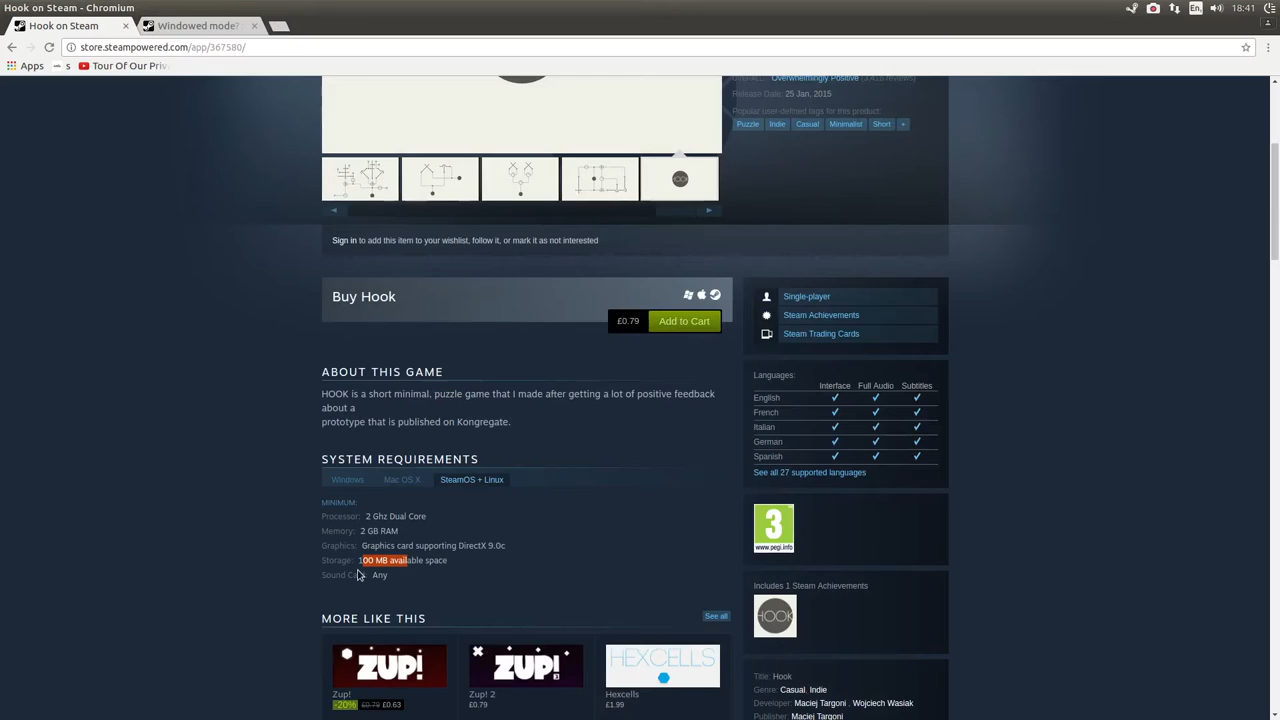 Hook on Steam - Chromium
En
18:41
Hook on Steam
Windowed mode?
store.steampowered.com/app/367580/
Apps
s
Tour Of Our Priv
Overwhelmingly Positive (3,418 reviews)
Release Date: 25 Jan, 2015
Popular user-defined tags for this product:
Puzzle Indie Casual Minimalist Short +
HOOK
Sign in to add this item to your wishlist, follow it, or mark it as not interested
Buy Hook
£0.79 Add to Cart
Single-player
Steam Achievements
Steam Trading Cards
ABOUT THIS GAME
HOOK is a short minimal, puzzle game that I made after getting a lot of positive feedback
about a
prototype that is published on Kongregate.
Languages:
Interface Full Audio Subtitles
English
French
Italian
German
Spanish
See all 27 supported languages
SYSTEM REQUIREMENTS
Windows Mac OS X SteamOS + Linux
MINIMUM:
Processor: 2 Ghz Dual Core
Memory: 2 GB RAM
Graphics: Graphics card supporting DirectX 9.0c
Storage: 100 MB available space
Sound Card: Any
3
www.pegi.info
Includes 1 Steam Achievements
HOOK
MORE LIKE THIS
See all
ZUP!
ZUP!
HEXCELLS
Zup!
-20% £0.79 £0.63
Zup! 2
£0.79
Hexcells
£1.99
Title: Hook
Genre: Casual, Indie
Developer: Maciej Targoni , Wojciech Wasiak
Publisher: Maciej Targoni